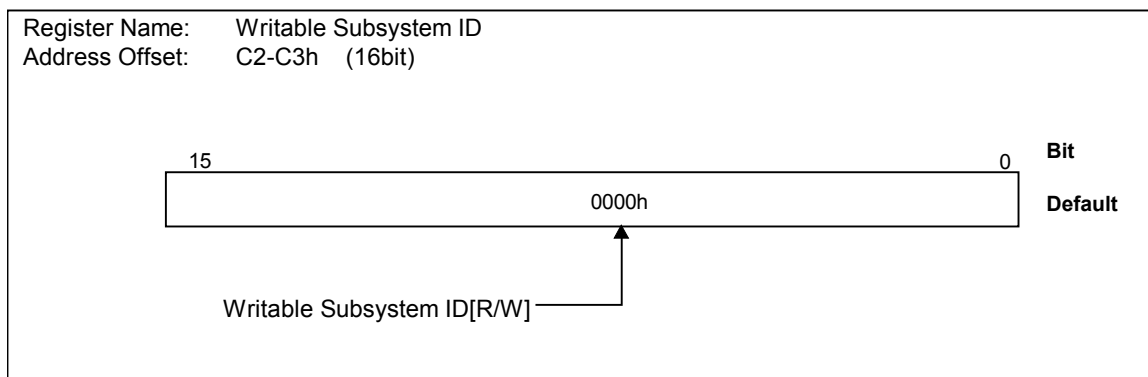 Register Name: Writable Subsystem ID
Address Offset: C2-C3h (16bit)
15 0 Bit
0000h Default
Writable Subsystem ID[R/W]